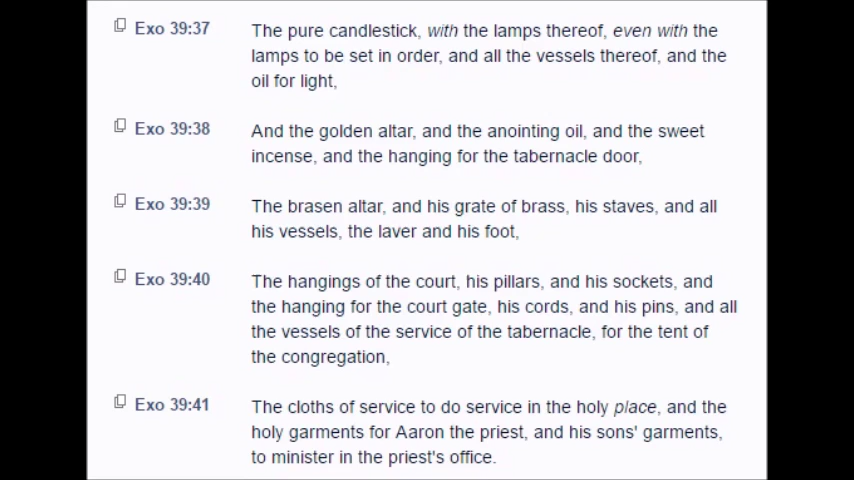 Exo 39:37 The pure candlestick, with the lamps thereof, even with the
lamps to be set in order, and all the vessels thereof, and the
oil for light,
Exo 39:38 And the golden altar, and the anointing oil, and the sweet
incense, and the hanging for the tabernacle door,
Exo 39:39 The brasen altar, and his grate of brass, his staves, and all
his vessels, the laver and his foot,
Exo 39:40 The hangings of the court, his pillars, and his sockets, and
the hanging for the court gate, his cords, and his pins, and all
the vessels of the service of the tabernacle, for the tent of
the congregation,
Exo 39:41 The cloths of service to do service in the holy place, and the
holy garments for Aaron the priest, and his sons' garments,
to minister in the priest's office.